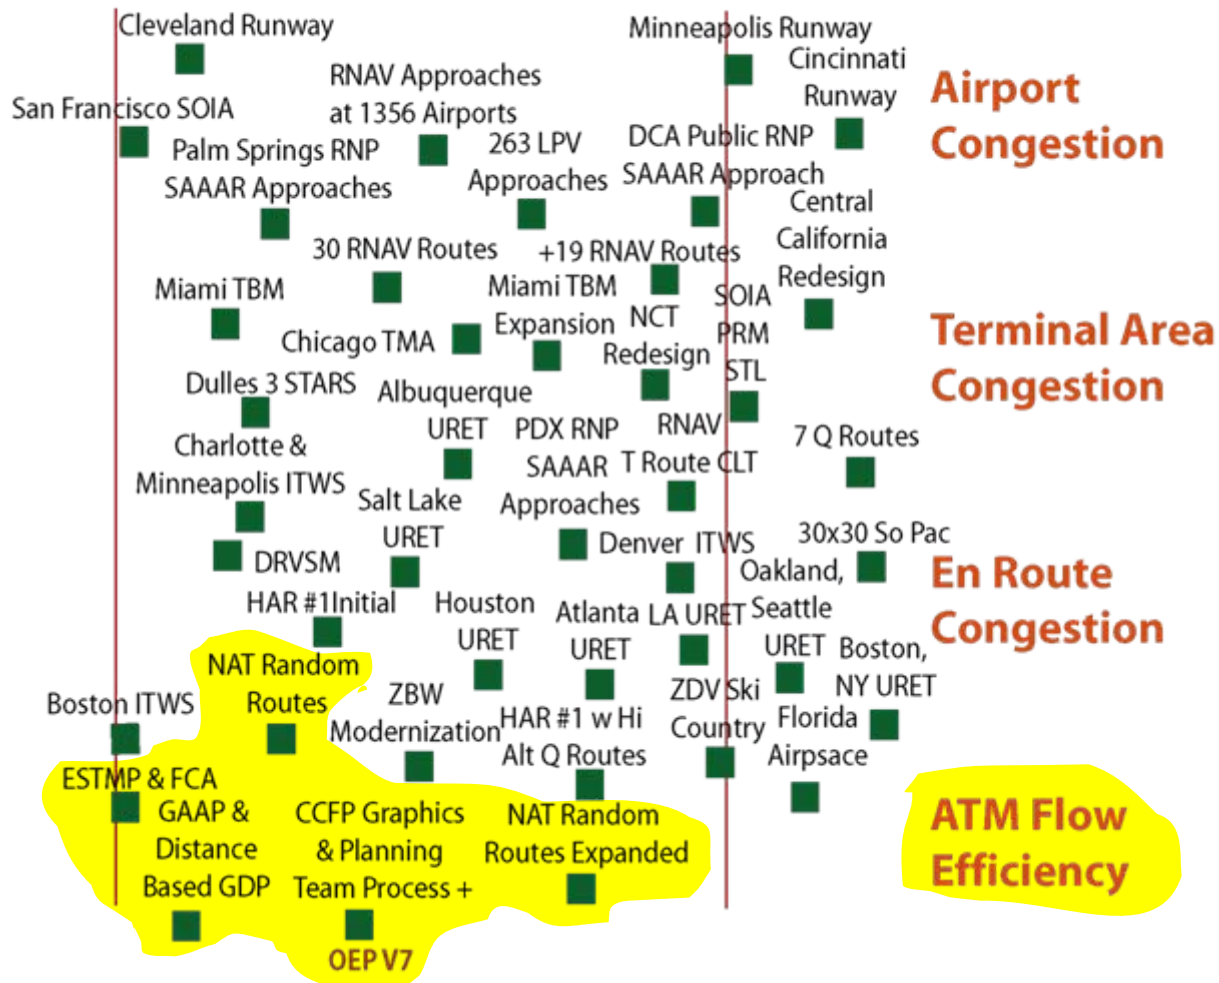 Cleveland Runway
Minneapolis Runway
Cincinnati
Runway
RNAV Approaches
at 1356 Airports
Airport
Congestion
San Francisco SOIA
Palm Springs RNP
SAAAR Approaches
263 LPV
Approaches
DCA Public RNP
SAAAR Approach
Central
California
Redesign
30 RNAV Routes
+19 RNAV Routes
Miami TBM
Miami TBM
Expansion
NCT
Redesign
SOIA
PRM
STL
Terminal Area
Congestion
Chicago TMA
Dulles 3 STARS
Albuquerque
URET
PDX RNP
SAAAR
Approaches
RNAV
T Route CLT
7 Q Routes
Charlotte &
Minneapolis ITWS
Salt Lake
URET
Denver ITWS
30x30 So Pac
DRVSM
Oakland,
Seattle
URET
En Route
Congestion
HAR #1Initial
Houston
URET
Atlanta
URET
LA URET
Boston,
NY URET
NAT Random
Routes
Boston ITWS
ZBW
Modernization
HAR #1 w Hi
Alt Q Routes
ZDV Ski
Country
Florida
Airpsace
ESTMP & FCA
GAAP &
Distance
Based GDP
CCFP Graphics
& Planning
Team Process +
NAT Random
Routes Expanded
ATM Flow
Efficiency
OEP V7